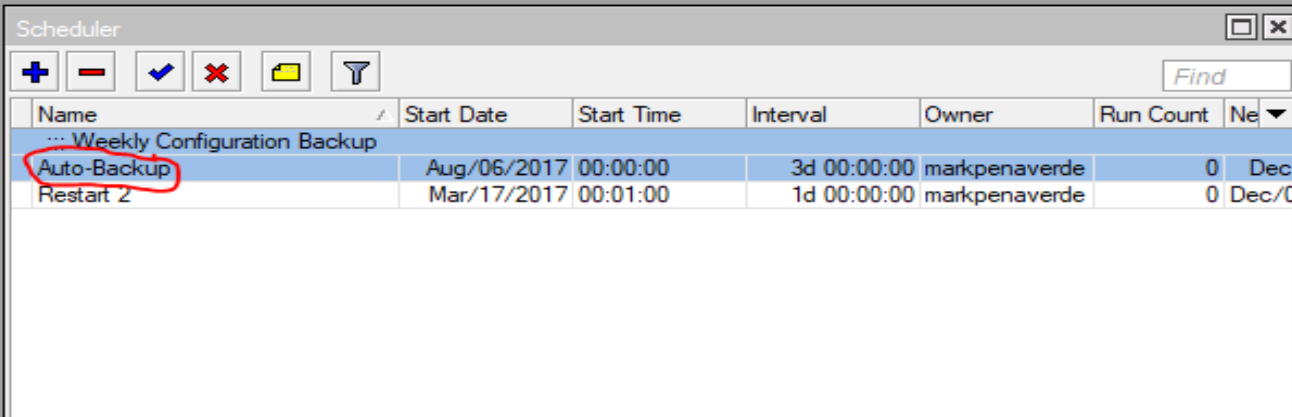 Scheduler
Find
Name Start Date Start Time Interval Owner Run Count Ne
::: Weekly Configuration Backup
Auto-Backup Aug/06/2017 00:00:00 3d 00:00:00 markpenaverde 0 Dec
Restart 2 Mar/17/2017 00:01:00 1d 00:00:00 markpenaverde 0 Dec/0